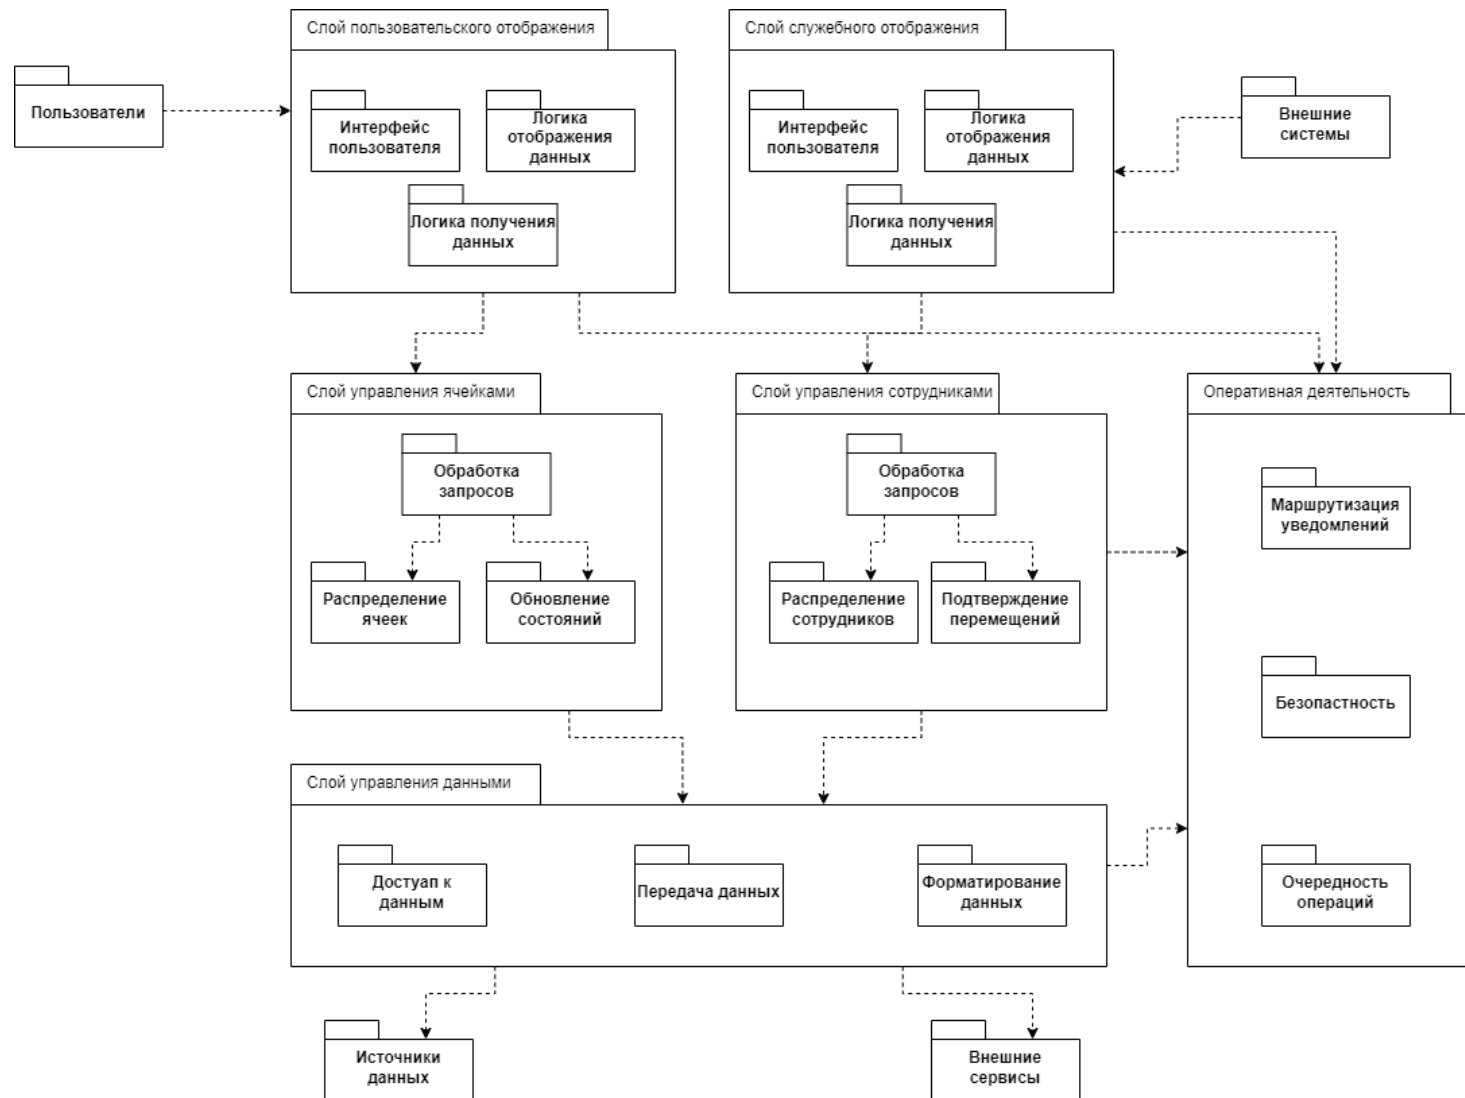 Слой пользовательского отображения
Слой служебного отображения
Пользователи
Интерфейс
пользователя
Логика
отображения
данных
Логика получения
данных
Интерфейс
пользователя
Логика
отображения
данных
Логика получения
данных
Внешние
системы
Слой управления ячейками
Обработка
запросов
Распределение
ячеек
Обновление
состояний
Слой управления сотрудниками
Обработка
запросов
Распределение
сотрудников
Подтверждение
перемещений
Оперативная деятельность
Маршрутизация
уведомлений
Безопастность
Очередность
операций
Слой управления данными
Достуап к
данным
Передача данных
Форматирование
данных
Источники
данных
Внешние
сервисы